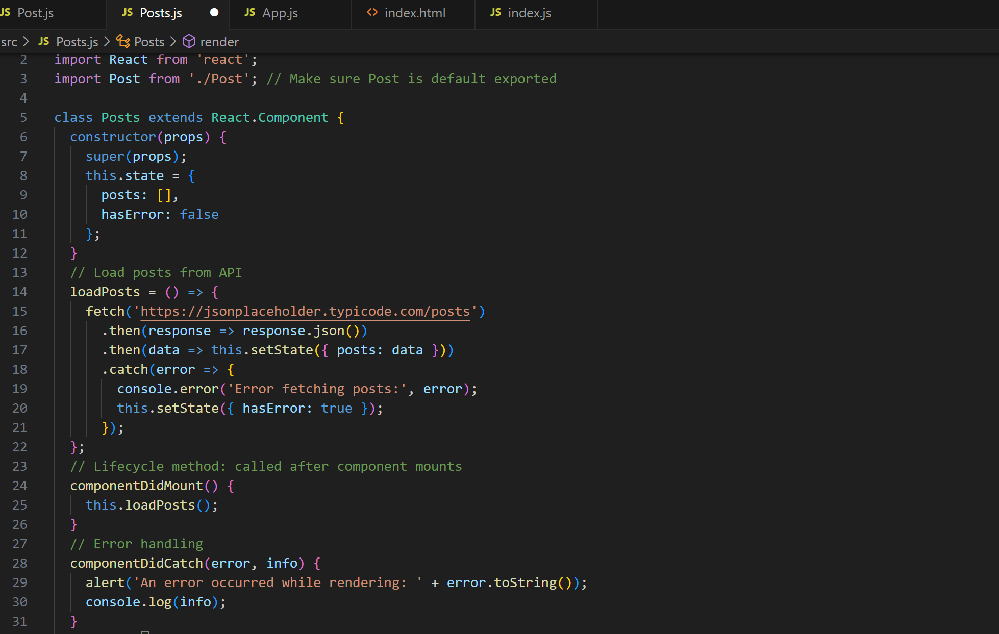 JS Post.js JS Posts.js JS App.js <> index.html JS index.js
src > JS Posts.js > Posts > render
2 import React from 'react';
3 import Post from './Post'; // Make sure Post is default exported
4
5 class Posts extends React.Component {
6 constructor(props) {
7 super(props);
8 this.state = {
9 posts: [],
10 hasError: false
11 };
12 }
13 // Load posts from API
14 loadPosts = () => {
15 fetch('https://jsonplaceholder.typicode.com/posts')
16 .then(response => response.json())
17 .then(data => this.setState({ posts: data }))
18 .catch(error => {
19 console.error('Error fetching posts:', error);
20 this.setState({ hasError: true });
21 });
22 };
23 // Lifecycle method: called after component mounts
24 componentDidMount() {
25 this.loadPosts();
26 }
27 // Error handling
28 componentDidCatch(error, info) {
29 alert('An error occurred while rendering: ' + error.toString());
30 console.log(info);
31 }